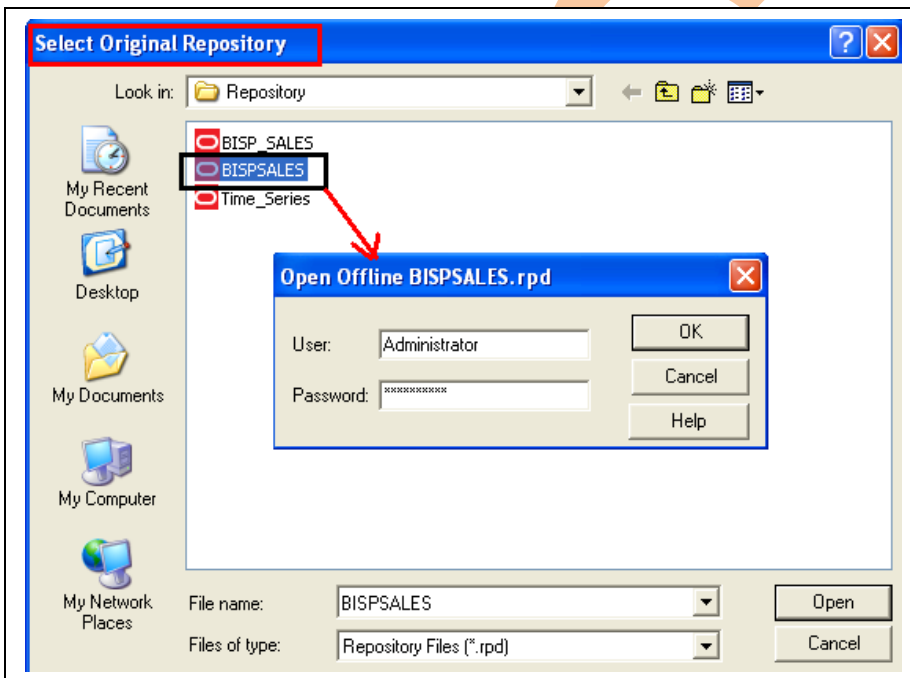 Select Original Repository
Look in:
Repository
BISP_SALES
BISPSALES
Time_Series
My Recent
Documents
Desktop
My Documents
My Computer
My Network
Places
Open Offline BISPSALES.rpd
User:
Administrator
OK
Password:
**********
Cancel
Help
File name:
BISPSALES
Open
Files of type:
Repository Files (*.rpd)
Cancel